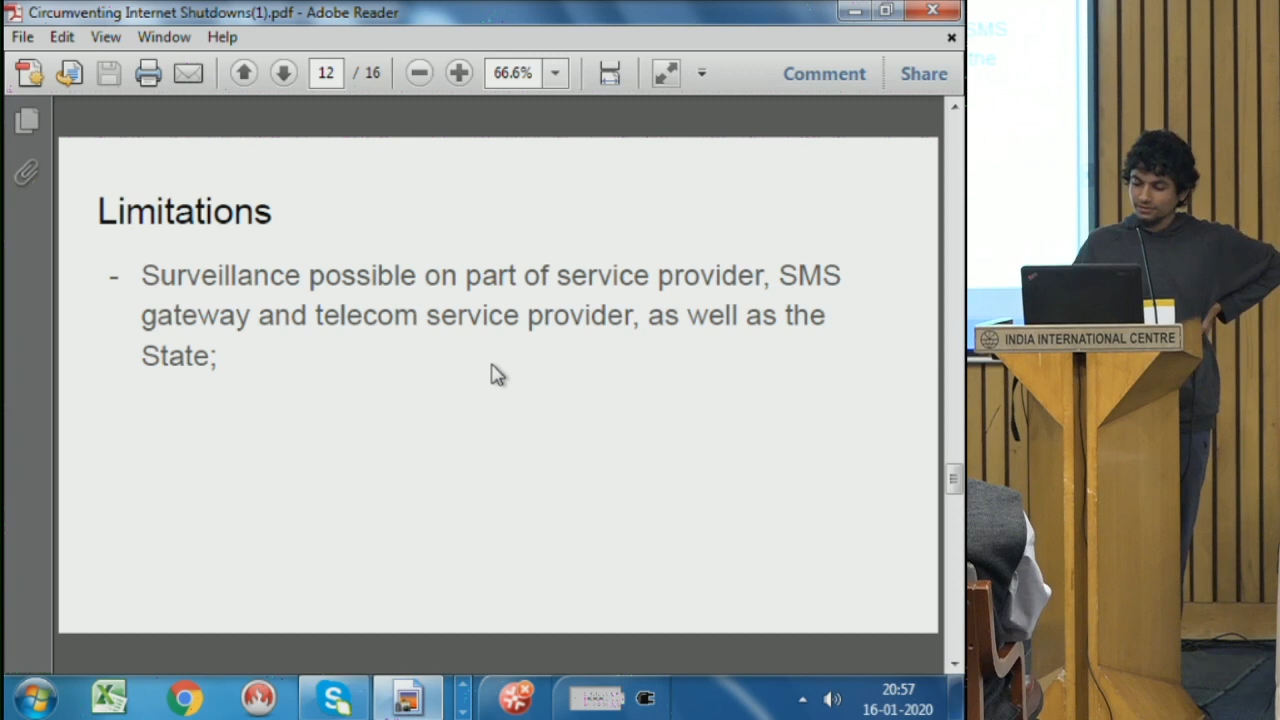 Circumventing Internet Shutdowns(1).pdf - Adobe Reader
File Edit View Window Help
12 / 16 66.6% Comment Share
Limitations
- Surveillance possible on part of service provider, SMS
gateway and telecom service provider, as well as the
State;
SMS
the
INDIA INTERNATIONAL CENTRE
20:57
16-01-2020